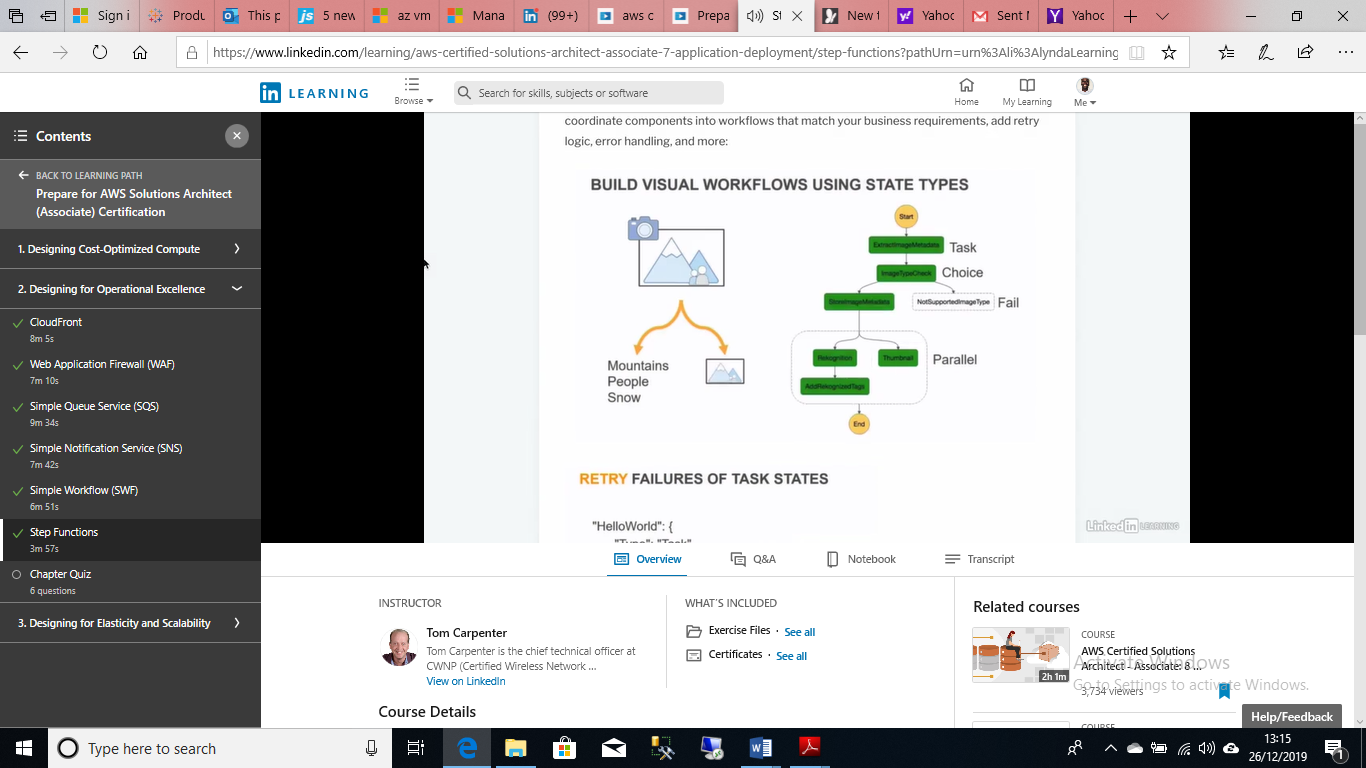 Sign i
Produ
This p
5 new
az vm
Mana
(99+)
aws c
Prepa
St
New t
Yahoc
Sent M
Yahoc
https://www.linkedin.com/learning/aws-certified-solutions-architect-associate-7-application-deployment/step-functions?pathUrn=urn%3Ali%3AlyndaLearning
in LEARNING
Browse
Search for skills, subjects or software
Home
My Learning
Me
Contents
BACK TO LEARNING PATH
Prepare for AWS Solutions Architect
(Associate) Certification
1. Designing Cost-Optimized Compute
2. Designing for Operational Excellence
CloudFront
8m 5s
Web Application Firewall (WAF)
7m 10s
Simple Queue Service (SQS)
9m 34s
Simple Notification Service (SNS)
7m 42s
Simple Workflow (SWF)
6m 51s
Step Functions
3m 57s
Chapter Quiz
6 questions
3. Designing for Elasticity and Scalability
coordinate components into workflows that match your business requirements, add retry
logic, error handling, and more:
BUILD VISUAL WORKFLOWS USING STATE TYPES
Mountains
People
Snow
Start
ExtractImageMetadata Task
ImageTypeCheck Choice
StoreImageMetadata NotSupportedImageType Fail
Rekognition Thumbnail Parallel
AddRekognizedTags
End
RETRY FAILURES OF TASK STATES
"HelloWorld": {
"Type": "Task"
Linked in LEARNING
Overview
Q&A
Notebook
Transcript
INSTRUCTOR
Tom Carpenter
Tom Carpenter is the chief technical officer at
CWNP (Certified Wireless Network ...
View on LinkedIn
WHAT'S INCLUDED
Exercise Files · See all
Certificates · See all
Course Details
Related courses
COURSE
AWS Certified Solutions
Architect - Associate: 8 ...
2h 1m
3,734 viewers
COURSE
Activate Windows
Go to Settings to activate Windows.
Help/Feedback
Type here to search
13:15
26/12/2019
1